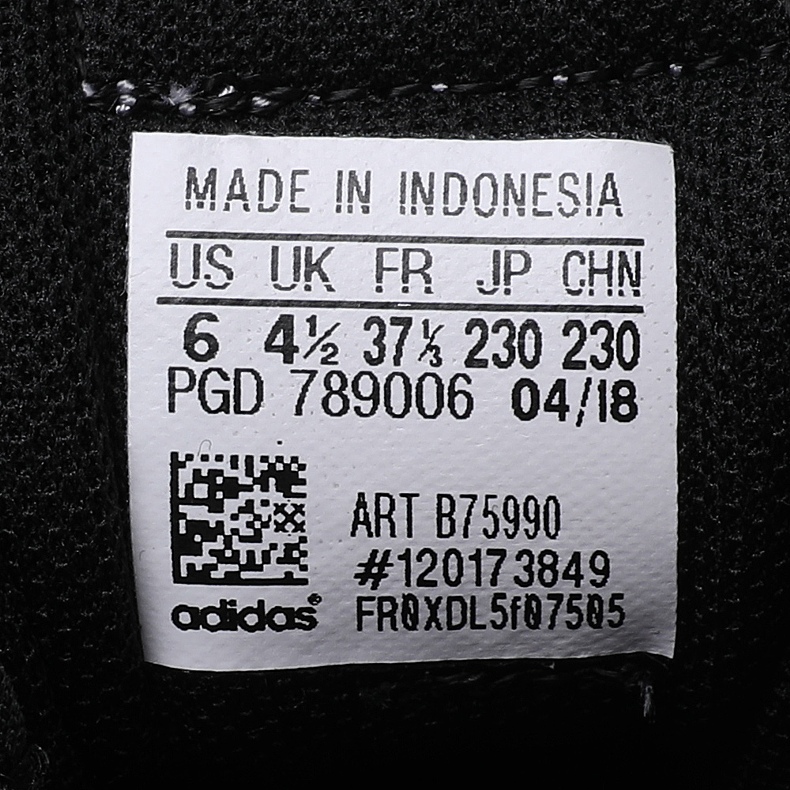 MADE IN INDONESIA
US UK FR JP CHN
6 4½ 37⅓ 230 230
PGD 789006 04/18
ART B75990
#120173849
adidas® FR0XDL5f07505